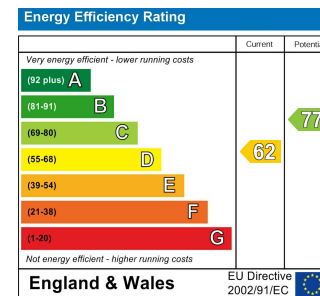 Energy Efficiency Rating
Current Potenti
Very energy efficient - lower running costs
(92 plus) A
(81-91) B
77
(69-80) C
(55-68) D
62
(39-54) E
(21-38) F
(1-20) G
Not energy efficient - higher running costs
England & Wales
EU Directive
2002/91/EC